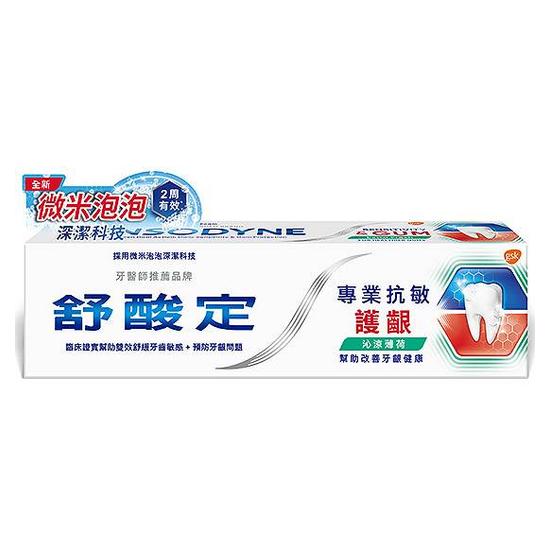 全新
微米泡泡
深潔科技
2周
有效
SENSODYNE
SENSITIVITY
& GUM
採用微米泡泡深潔科技
牙醫師推薦品牌
舒酸定
臨床證實幫助雙效舒緩牙齒敏感+預防牙齦問題
專業抗敏
護齦
沁涼薄荷
幫助改善牙齦健康
gsk